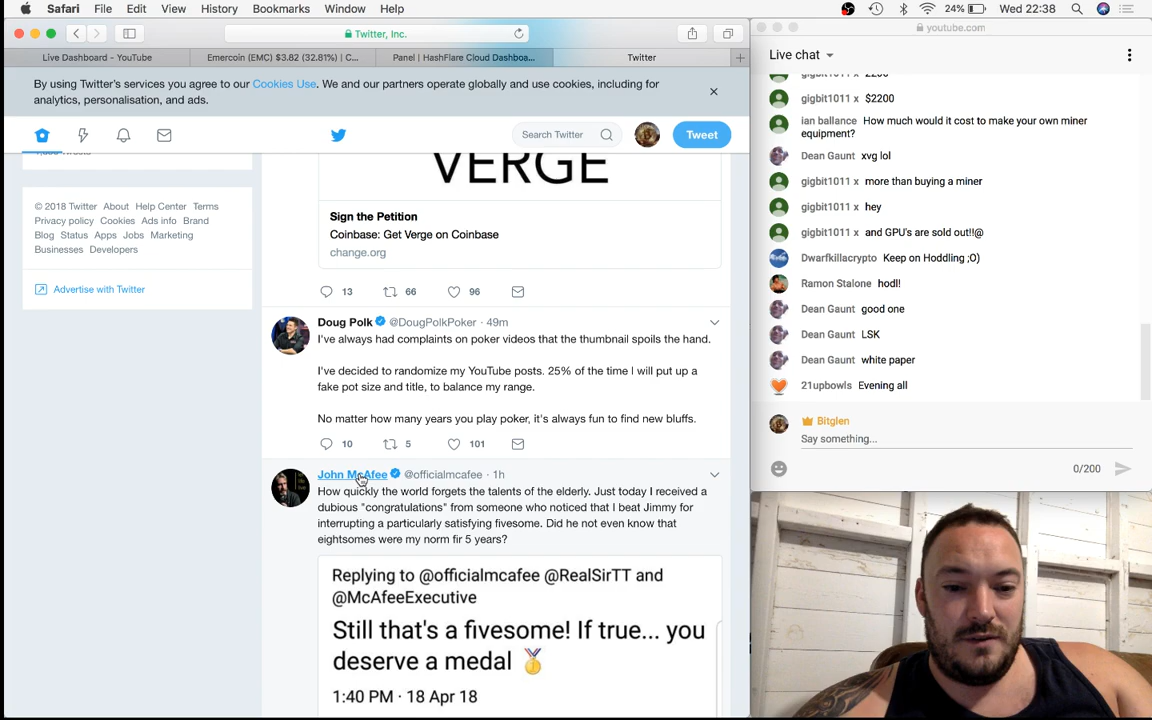 Safari File Edit View History Bookmarks Window Help
24% Wed 22:38
Twitter, Inc.
youtube.com
Live Dashboard - YouTube
Emercoin (EMC) $3.82 (32.81%) | C...
Panel | HashFlare Cloud Dashboa...
Twitter
By using Twitter's services you agree to our Cookies Use. We and our partners operate globally and use cookies, including for
analytics, personalisation, and ads.
Search Twitter
Tweet
© 2018 Twitter About Help Center Terms
Privacy policy Cookies Ads info Brand
Blog Status Apps Jobs Marketing
Businesses Developers
Advertise with Twitter
VERGE
Sign the Petition
Coinbase: Get Verge on Coinbase
change.org
13 66 96
Doug Polk @DougPolkPoker · 49m
I've always had complaints on poker videos that the thumbnail spoils the hand.
I've decided to randomize my YouTube posts. 25% of the time I will put up a
fake pot size and title, to balance my range.
No matter how many years you play poker, it's always fun to find new bluffs.
10 5 101
John McAfee @officialmcafee · 1h
How quickly the world forgets the talents of the elderly. Just today I received a
dubious "congratulations" from someone who noticed that I beat Jimmy for
interrupting a particularly satisfying fivesome. Did he not even know that
eightsomes were my norm fir 5 years?
Replying to @officialmcafee @RealSirTT and
@McAfeeExecutive
Still that's a fivesome! If true... you
deserve a medal 🏅
1:40 PM · 18 Apr 18
Live chat
gigbit1011 x $2200
ian ballance How much would it cost to make your own miner
equipment?
Dean Gaunt xvg lol
gigbit1011 x more than buying a miner
gigbit1011 x hey
gigbit1011 x and GPU's are sold out!!@
Dwarfkillacrypto Keep on Hoddling ;O)
Ramon Stalone hodl!
Dean Gaunt good one
Dean Gaunt LSK
Dean Gaunt white paper
21upbowls Evening all
Bitglen
Say something...
0/200